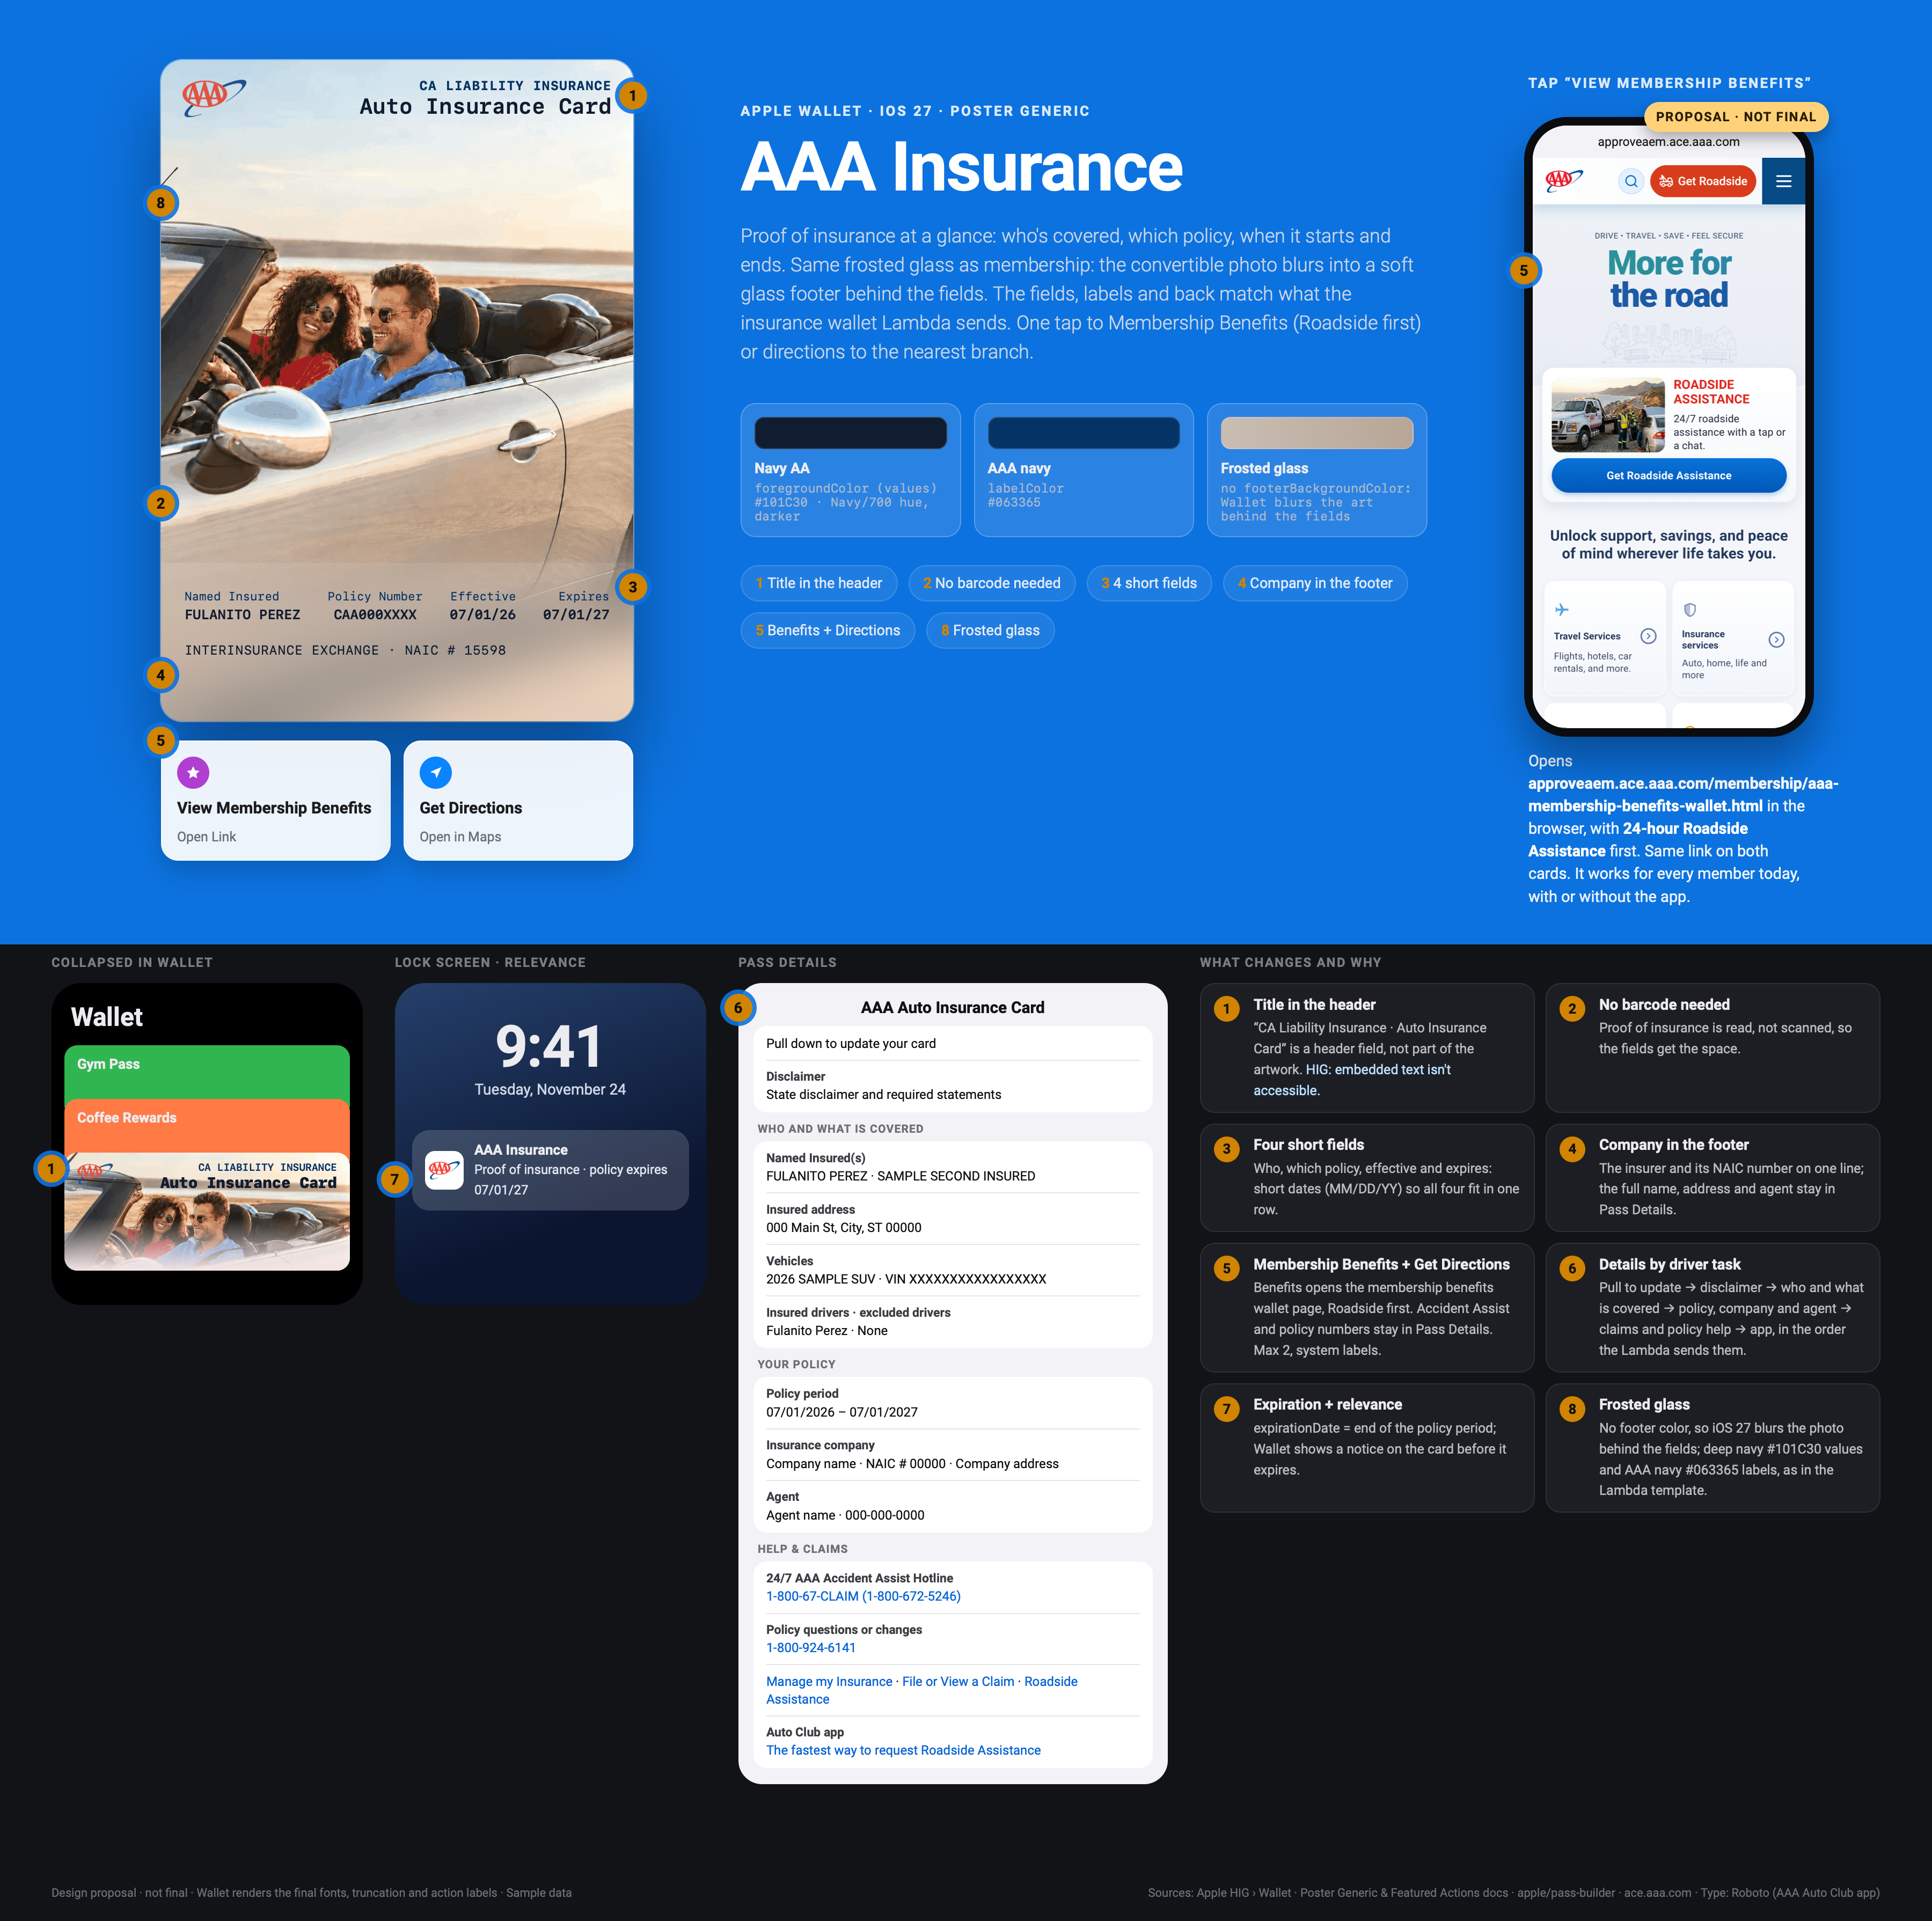 AAA
CA LIABILITY INSURANCE
Auto Insurance Card
1
8
2
3
Named Insured
FULANITO PEREZ
Policy Number
CAA000XXXX
Effective
07/01/26
Expires
07/01/27
INTERINSURANCE EXCHANGE · NAIC # 15598
4
5
View Membership Benefits
Open Link
Get Directions
Open in Maps
APPLE WALLET · IOS 27 · POSTER GENERIC
AAA Insurance
Proof of insurance at a glance: who's covered, which policy, when it starts and
ends. Same frosted glass as membership: the convertible photo blurs into a soft
glass footer behind the fields. The fields, labels and back match what the
insurance wallet Lambda sends. One tap to Membership Benefits (Roadside first)
or directions to the nearest branch.
Navy AA
foregroundColor (values)
#101C30 · Navy/700 hue,
darker
AAA navy
labelColor
#063365
Frosted glass
no footerBackgroundColor:
Wallet blurs the art
behind the fields
1 Title in the header
2 No barcode needed
3 4 short fields
4 Company in the footer
5 Benefits + Directions
8 Frosted glass
TAP “VIEW MEMBERSHIP BENEFITS”
PROPOSAL · NOT FINAL
approveaem.ace.aaa.com
AAA
Get Roadside
5
DRIVE • TRAVEL • SAVE • FEEL SECURE
More for
the road
ROADSIDE
ASSISTANCE
24/7 roadside
assistance with a tap or
a chat.
Get Roadside Assistance
Unlock support, savings, and peace
of mind wherever life takes you.
Travel Services
Flights, hotels, car
rentals, and more.
Insurance
services
Auto, home, life and
more
Opens
approveaem.ace.aaa.com/membership/aaa-
membership-benefits-wallet.html in the
browser, with 24-hour Roadside
Assistance first. Same link on both
cards. It works for every member today,
with or without the app.
COLLAPSED IN WALLET
Wallet
Gym Pass
Coffee Rewards
1
AAA
CA LIABILITY INSURANCE
Auto Insurance Card
LOCK SCREEN · RELEVANCE
9:41
Tuesday, November 24
7
AAA
AAA Insurance
Proof of insurance · policy expires
07/01/27
PASS DETAILS
6
AAA Auto Insurance Card
Pull down to update your card
Disclaimer
State disclaimer and required statements
WHO AND WHAT IS COVERED
Named Insured(s)
FULANITO PEREZ · SAMPLE SECOND INSURED
Insured address
000 Main St, City, ST 00000
Vehicles
2026 SAMPLE SUV · VIN XXXXXXXXXXXXXXXXX
Insured drivers · excluded drivers
Fulanito Perez · None
YOUR POLICY
Policy period
07/01/2026 – 07/01/2027
Insurance company
Company name · NAIC # 00000 · Company address
Agent
Agent name · 000-000-0000
HELP & CLAIMS
24/7 AAA Accident Assist Hotline
1-800-67-CLAIM (1-800-672-5246)
Policy questions or changes
1-800-924-6141
Manage my Insurance · File or View a Claim · Roadside
Assistance
Auto Club app
The fastest way to request Roadside Assistance
WHAT CHANGES AND WHY
1
Title in the header
“CA Liability Insurance · Auto Insurance
Card” is a header field, not part of the
artwork. HIG: embedded text isn't
accessible.
2
No barcode needed
Proof of insurance is read, not scanned, so
the fields get the space.
3
Four short fields
Who, which policy, effective and expires:
short dates (MM/DD/YY) so all four fit in one
row.
4
Company in the footer
The insurer and its NAIC number on one line;
the full name, address and agent stay in
Pass Details.
5
Membership Benefits + Get Directions
Benefits opens the membership benefits
wallet page, Roadside first. Accident Assist
and policy numbers stay in Pass Details.
Max 2, system labels.
6
Details by driver task
Pull to update → disclaimer → who and what
is covered → policy, company and agent →
claims and policy help → app, in the order
the Lambda sends them.
7
Expiration + relevance
expirationDate = end of the policy period;
Wallet shows a notice on the card before it
expires.
8
Frosted glass
No footer color, so iOS 27 blurs the photo
behind the fields; deep navy #101C30 values
and AAA navy #063365 labels, as in the
Lambda template.
Design proposal · not final · Wallet renders the final fonts, truncation and action labels · Sample data
Sources: Apple HIG › Wallet · Poster Generic & Featured Actions docs · apple/pass-builder · ace.aaa.com · Type: Roboto (AAA Auto Club app)